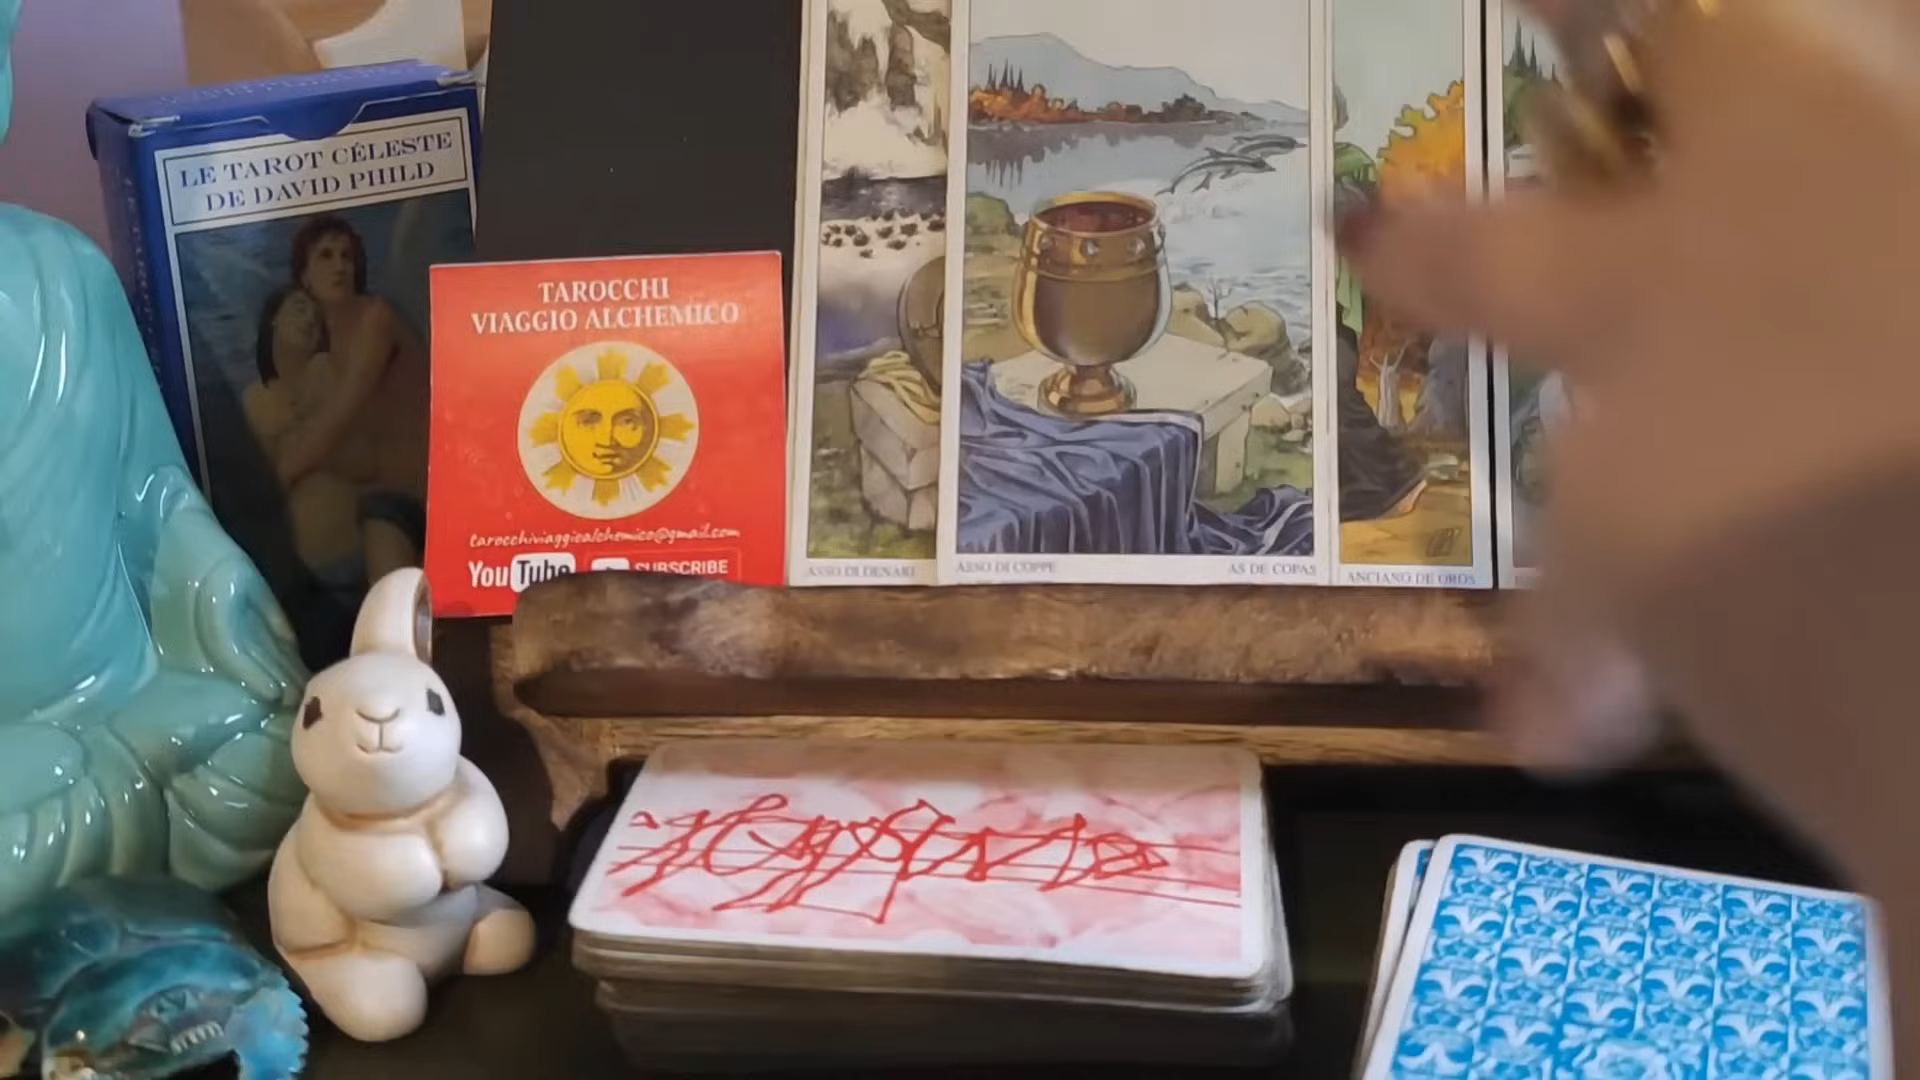 LE TAROT CÉLESTE
DE DAVID PHILD
TAROCCHI
VIAGGIO ALCHEMICO
tarocchiviaggioalchemico@gmail.com
YouTube SUBSCRIBE
ASSO DI DENARI
ASSO DI COPPE AS DE COPAS
ANCIANO DE OROS